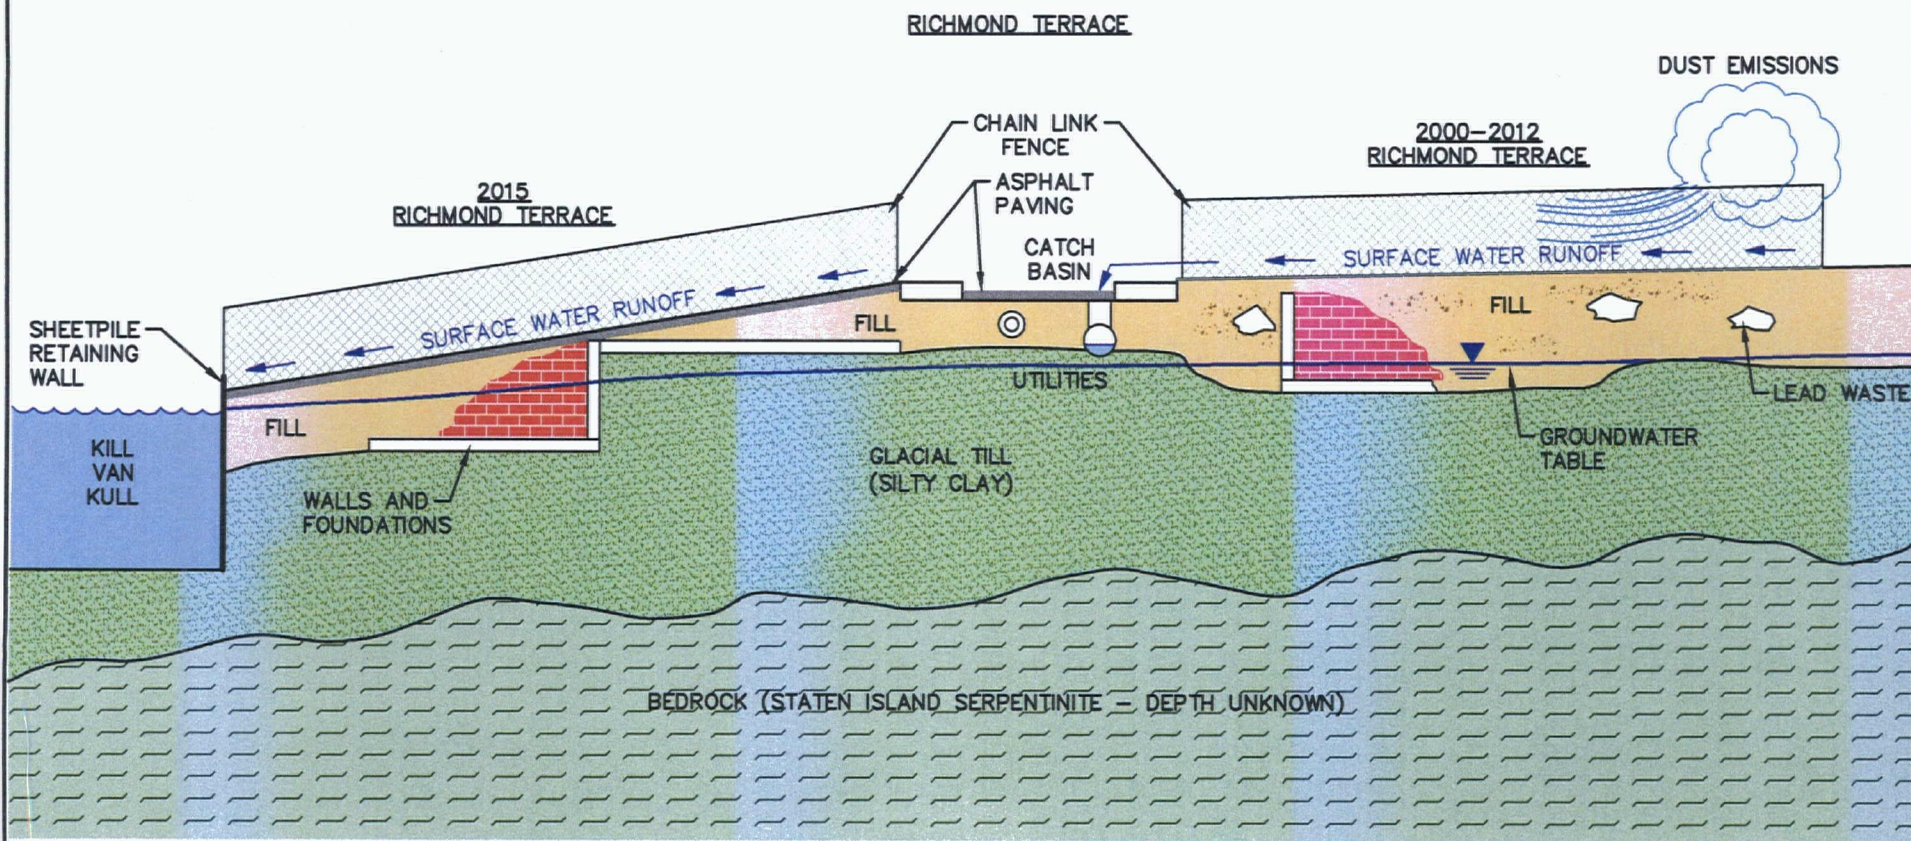 RICHMOND TERRACE
DUST EMISSIONS
CHAIN LINK
FENCE
2000-2012
RICHMOND TERRACE
ASPHALT
PAVING
2015
RICHMOND TERRACE
CATCH
BASIN
SURFACE WATER RUNOFF
SURFACE WATER RUNOFF
FILL
FILL
SHEETPILE
RETAINING
WALL
UTILITIES
LEAD WASTE
FILL
KILL
VAN
KULL
GROUNDWATER
TABLE
GLACIAL TILL
(SILTY CLAY)
WALLS AND
FOUNDATIONS
BEDROCK (STATEN ISLAND SERPENTINITE - DEPTH UNKNOWN)